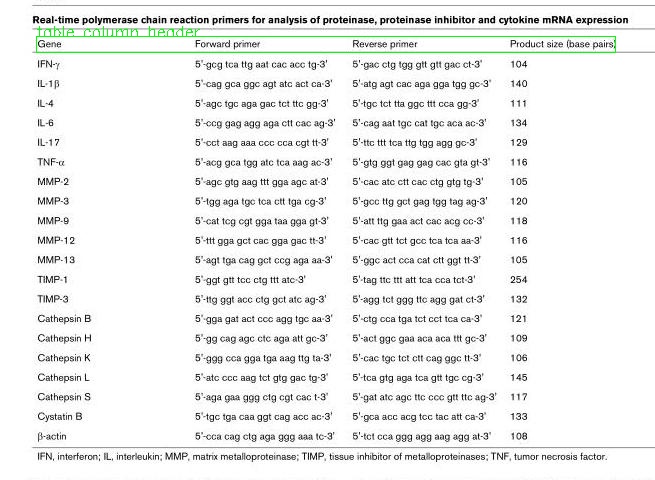 Real-time polymerase chain reaction primers for analysis of proteinase, proteinase inhibitor and cytokine mRNA expression
table_column_header
Gene Forward primer Reverse primer Product size (base pairs)
IFN-γ 5'-gcg tca ttg aat cac acc tg-3' 5'-gac ctg tgg gtt gtt gac ct-3' 104
IL-1β 5'-cag gca ggc agt atc act ca-3' 5'-atg agt cac aga gga tgg gc-3' 140
IL-4 5'-agc tgc aga gac tct ttc gg-3' 5'-tgc tct tta ggc ttt cca gg-3' 111
IL-6 5'-ccg gag agg aga ctt cac ag-3' 5'-cag aat tgc cat tgc aca ac-3' 134
IL-17 5'-cct aag aaa ccc cca cgt tt-3' 5'-ttc ttt tca ttg tgg agg gc-3' 129
TNF-α 5'-acg gca tgg atc tca aag ac-3' 5'-gtg ggt gag gag cac gta gt-3' 116
MMP-2 5'-agc gtg aag ttt gga agc at-3' 5'-cac atc ctt cac ctg gtg tg-3' 105
MMP-3 5'-tgg aga tgc tca ctt tga cg-3' 5'-gcc ttg gct gag tgg tag ag-3' 120
MMP-9 5'-cat tcg cgt gga taa gga gt-3' 5'-att ttg gaa act cac acg cc-3' 118
MMP-12 5'-ttt gga gct cac gga gac tt-3' 5'-cac gtt tct gcc tca tca aa-3' 116
MMP-13 5'-agt tga cag gct ccg aga aa-3' 5'-ggc act cca cat ctt ggt tt-3' 105
TIMP-1 5'-ggt gtt tcc ctg ttt atc-3' 5'-tag ttc ttt att tca cca tct-3' 254
TIMP-3 5'-ttg ggt acc ctg gct atc ag-3' 5'-agg tct ggg ttc agg gat ct-3' 132
Cathepsin B 5'-gga gat act ccc agg tgc aa-3' 5'-ctg cca tga tct cct tca ca-3' 121
Cathepsin H 5'-gg cag agc ctc aga att gc-3' 5'-act ggc gaa aca aca ttt gc-3' 109
Cathepsin K 5'-ggg cca gga tga aag ttg ta-3' 5'-cac tgc tct ctt cag ggc tt-3' 106
Cathepsin L 5'-atc ccc aag tct gtg gac tg-3' 5'-tca gtg aga tca gtt tgc cg-3' 145
Cathepsin S 5'-aga gaa ggg ctg cgt cac t-3' 5'-gat atc agc ttc ccc gtt ttc ag-3' 117
Cystatin B 5'-tgc tga caa ggt cag acc ac-3' 5'-gca acc acg tcc tac att ca-3' 133
β-actin 5'-cca cag ctg aga ggg aaa tc-3' 5'-tct cca ggg agg aag agg at-3' 108
IFN, interferon; IL, interleukin; MMP, matrix metalloproteinase; TIMP, tissue inhibitor of metalloproteinases; TNF, tumor necrosis factor.